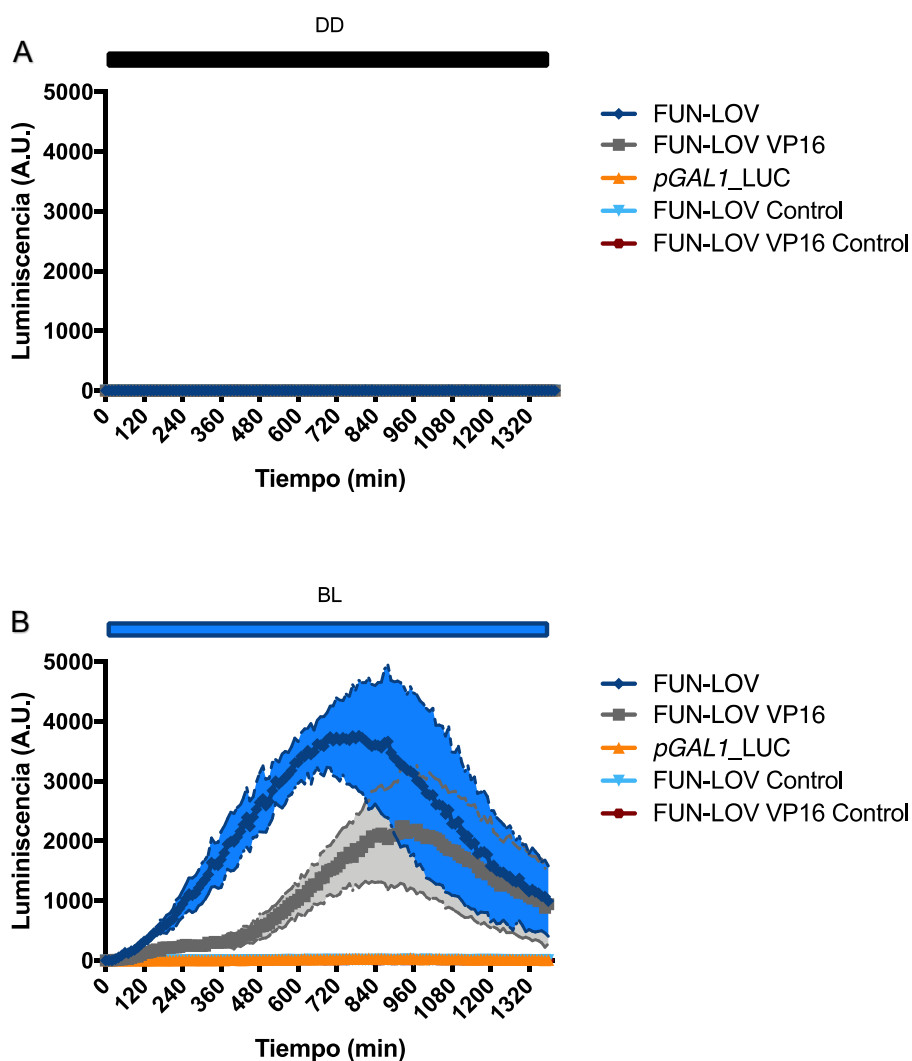 DD
A
5000
4000
3000
2000
1000
0
Luminiscencia (A.U.)
0 120 240 360 480 600 720 840 960 1080 1200 1320
Tiempo (min)
FUN-LOV
FUN-LOV VP16
pGAL1_LUC
FUN-LOV Control
FUN-LOV VP16 Control
BL
B
5000
4000
3000
2000
1000
0
Luminiscencia (A.U.)
0 120 240 360 480 600 720 840 960 1080 1200 1320
Tiempo (min)
FUN-LOV
FUN-LOV VP16
pGAL1_LUC
FUN-LOV Control
FUN-LOV VP16 Control